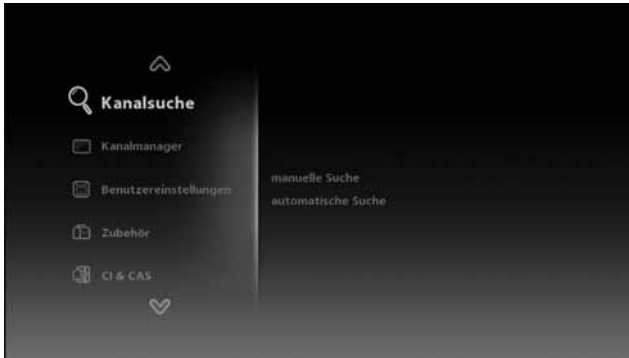 Kanalsuche
Kanalmanager
Benutzereinstellungen
Zubehör
CI & CAS
manuelle Suche
automatische Suche